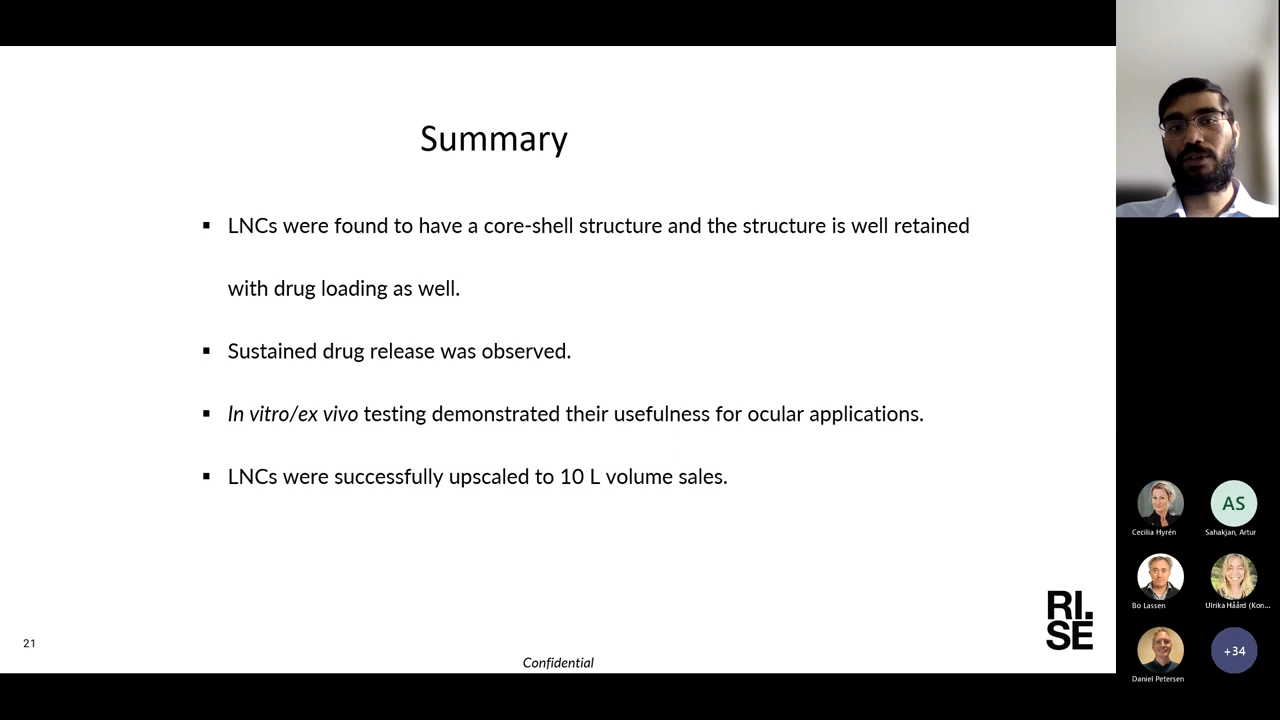 Summary
▪ LNCs were found to have a core-shell structure and the structure is well retained
with drug loading as well.
▪ Sustained drug release was observed.
▪ In vitro/ex vivo testing demonstrated their usefulness for ocular applications.
▪ LNCs were successfully upscaled to 10 L volume sales.
RI.
SE
21
Confidential
AS
Cecilia Hyrén
Sahakjan, Artur
Bo Lassen
Ulrika Håård (Kon...
+34
Daniel Petersen